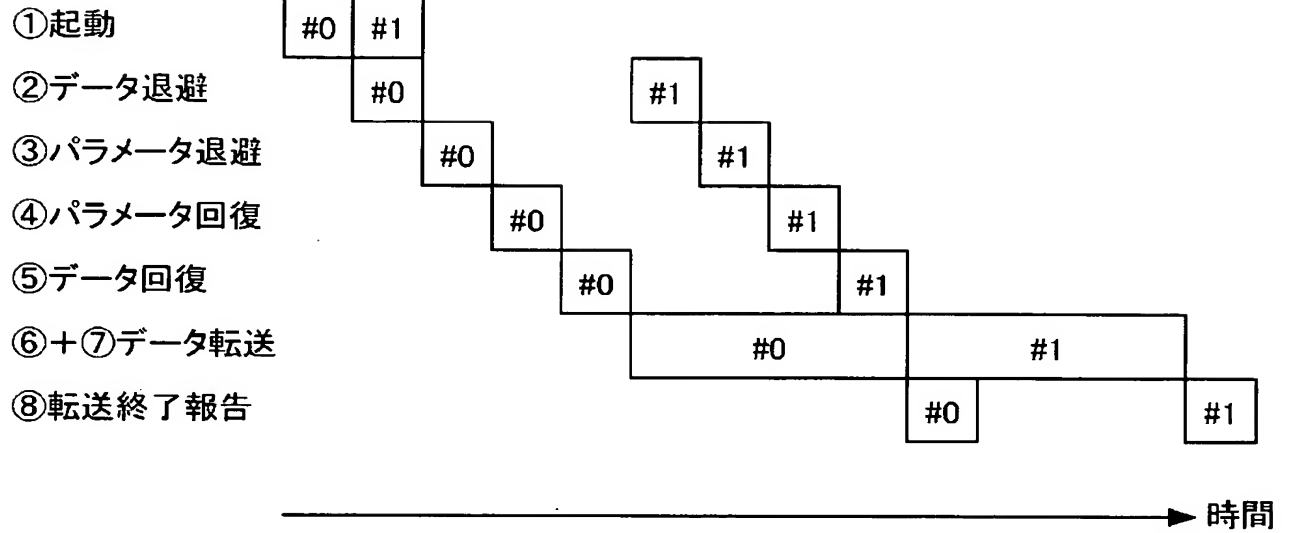 ①起動 #0 #1
②データ退避 #0 #1
③パラメータ退避 #0 #1
④パラメータ回復 #0 #1
⑤データ回復 #0 #1
⑥+⑦データ転送 #0 #1
⑧転送終了報告 #0 #1
時間